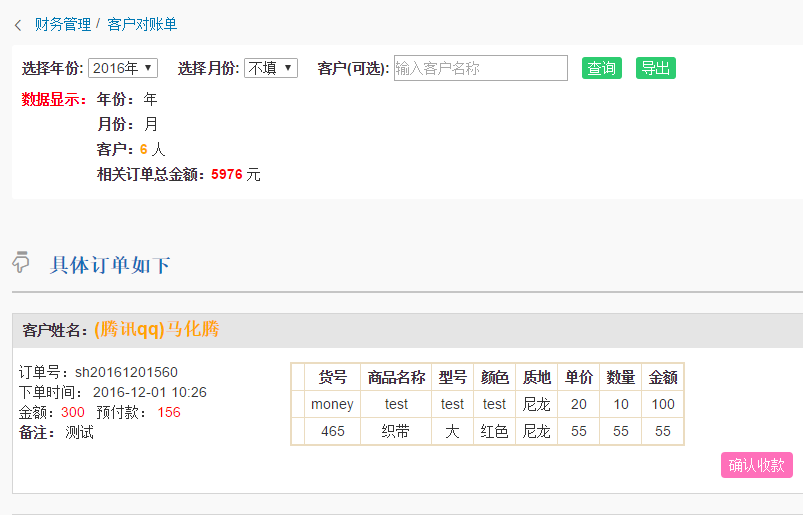 财务管理 / 客户对账单
选择年份: 2016年 ▼ 选择月份: 不填 ▼ 客户(可选): 输入客户名称 查询 导出
数据显示： 年份： 年
月份： 月
客户：6 人
相关订单总金额：5976 元
具体订单如下
客户姓名：(腾讯qq)马化腾
订单号：sh20161201560
下单时间： 2016-12-01 10:26
金额：300 预付款： 156
备注： 测试
货号 商品名称 型号 颜色 质地 单价 数量 金额
money test test test 尼龙 20 10 100
465 织带 大 红色 尼龙 55 55 55
确认收款